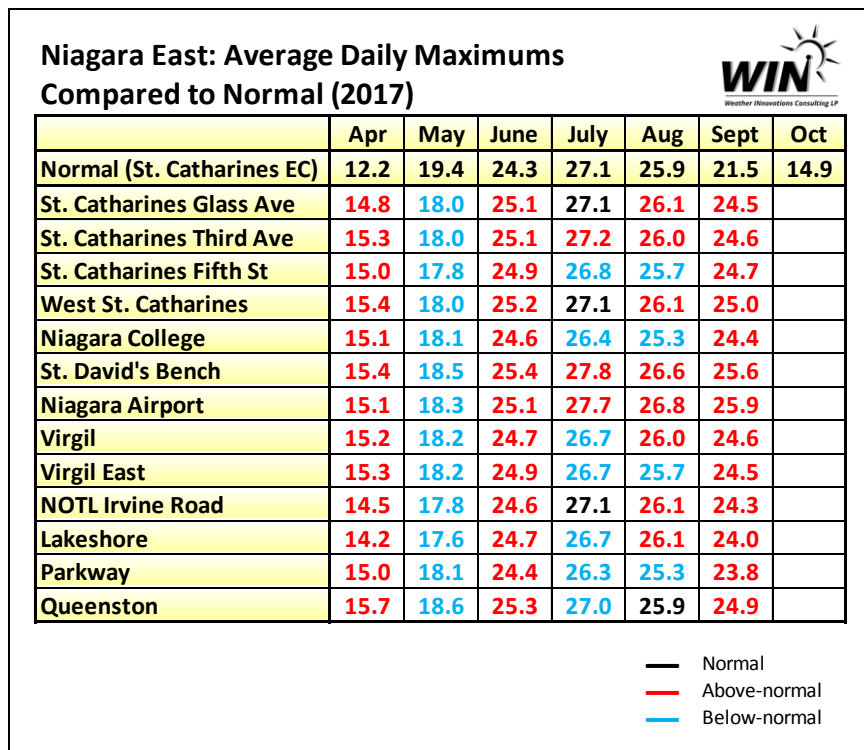 Niagara East: Average Daily Maximums
Compared to Normal (2017)
WIN
Weather INnovations Consulting LP
Apr May June July Aug Sept Oct
Normal (St. Catharines EC) 12.2 19.4 24.3 27.1 25.9 21.5 14.9
St. Catharines Glass Ave 14.8 18.0 25.1 27.1 26.1 24.5
St. Catharines Third Ave 15.3 18.0 25.1 27.2 26.0 24.6
St. Catharines Fifth St 15.0 17.8 24.9 26.8 25.7 24.7
West St. Catharines 15.4 18.0 25.2 27.1 26.1 25.0
Niagara College 15.1 18.1 24.6 26.4 25.3 24.4
St. David's Bench 15.4 18.5 25.4 27.8 26.6 25.6
Niagara Airport 15.1 18.3 25.1 27.7 26.8 25.9
Virgil 15.2 18.2 24.7 26.7 26.0 24.6
Virgil East 15.3 18.2 24.9 26.7 25.7 24.5
NOTL Irvine Road 14.5 17.8 24.6 27.1 26.1 24.3
Lakeshore 14.2 17.6 24.7 26.7 26.1 24.0
Parkway 15.0 18.1 24.4 26.3 25.3 23.8
Queenston 15.7 18.6 25.3 27.0 25.9 24.9
Normal
Above-normal
Below-normal